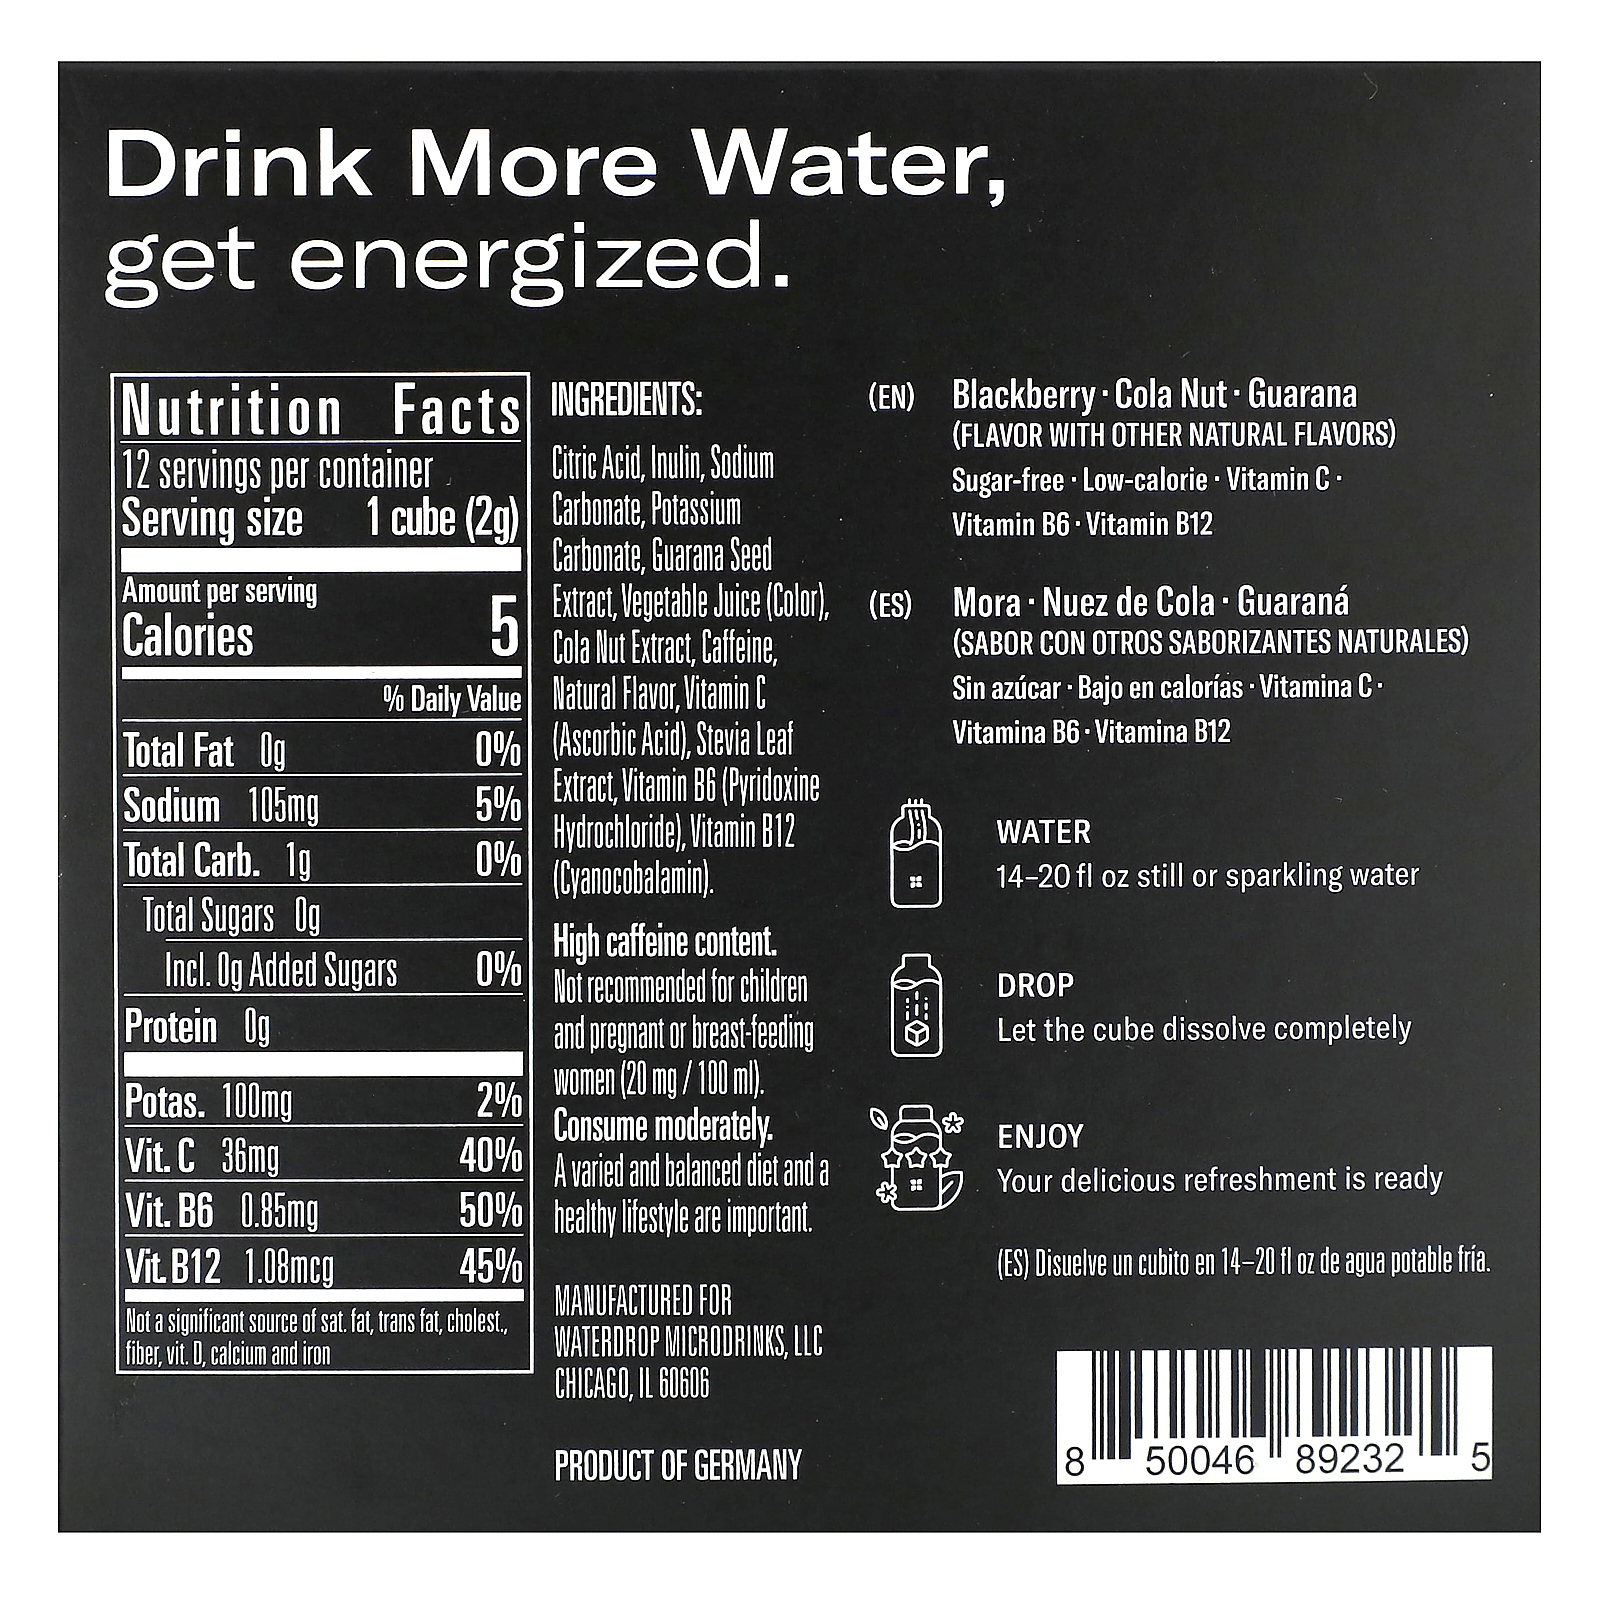 Drink More Water,
get energized.
Nutrition Facts
12 servings per container
Serving size 1 cube (2g)
Amount per serving
Calories 5
% Daily Value
Total Fat 0g 0%
Sodium 105mg 5%
Total Carb. 1g 0%
Total Sugars 0g
Incl. 0g Added Sugars 0%
Protein 0g
Potas. 100mg 2%
Vit. C 36mg 40%
Vit. B6 0.85mg 50%
Vit. B12 1.08mcg 45%
Not a significant source of sat. fat, trans fat, cholest.,
fiber, vit. D, calcium and iron
INGREDIENTS:
Citric Acid, Inulin, Sodium
Carbonate, Potassium
Carbonate, Guarana Seed
Extract, Vegetable Juice (Color),
Cola Nut Extract, Caffeine,
Natural Flavor, Vitamin C
(Ascorbic Acid), Stevia Leaf
Extract, Vitamin B6 (Pyridoxine
Hydrochloride), Vitamin B12
(Cyanocobalamin).
High caffeine content.
Not recommended for children
and pregnant or breast-feeding
women (20 mg / 100 ml).
Consume moderately.
A varied and balanced diet and a
healthy lifestyle are important.
MANUFACTURED FOR
WATERDROP MICRODRINKS, LLC
CHICAGO, IL 60606
PRODUCT OF GERMANY
(EN) Blackberry · Cola Nut · Guarana
(FLAVOR WITH OTHER NATURAL FLAVORS)
Sugar-free · Low-calorie · Vitamin C ·
Vitamin B6 · Vitamin B12
(ES) Mora · Nuez de Cola · Guaraná
(SABOR CON OTROS SABORIZANTES NATURALES)
Sin azúcar · Bajo en calorías · Vitamina C ·
Vitamina B6 · Vitamina B12
WATER
14–20 fl oz still or sparkling water
DROP
Let the cube dissolve completely
ENJOY
Your delicious refreshment is ready
(ES) Disuelve un cubito en 14–20 fl oz de agua potable fría.
8 50046 89232 5